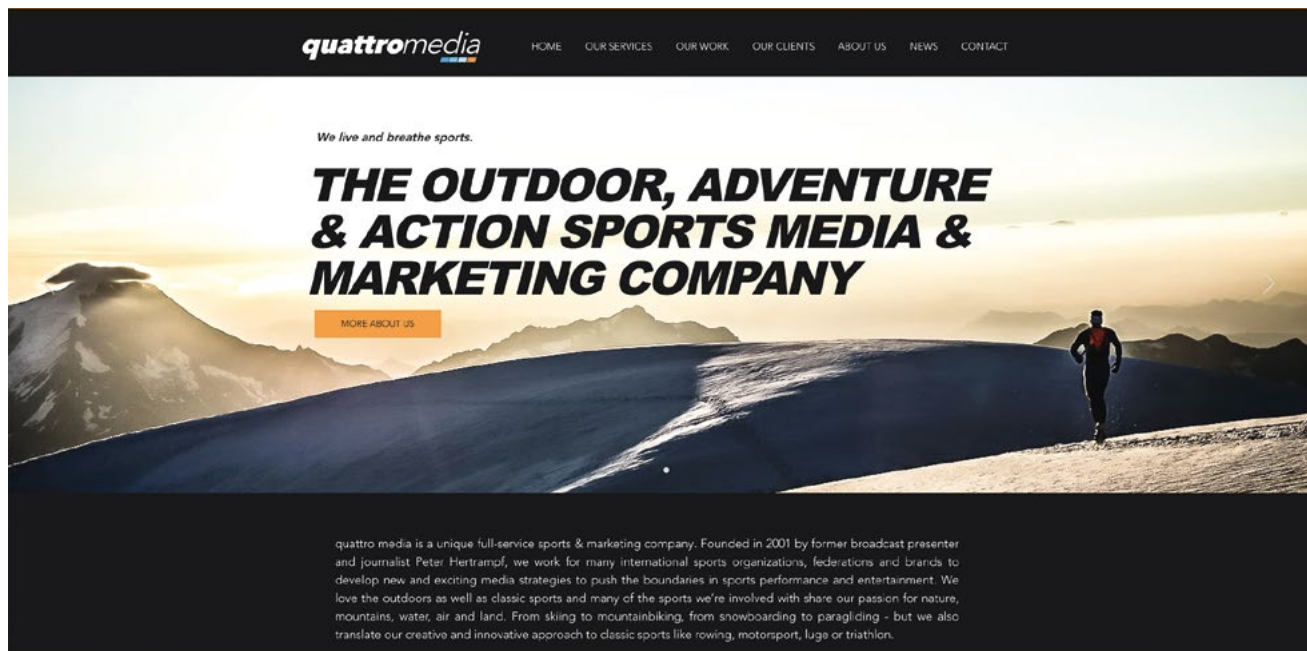 quattromedia
HOME OUR SERVICES OUR WORK OUR CLIENTS ABOUT US NEWS CONTACT
We live and breathe sports.
THE OUTDOOR, ADVENTURE
& ACTION SPORTS MEDIA &
MARKETING COMPANY
MORE ABOUT US
quattro media is a unique full-service sports & marketing company. Founded in 2001 by former broadcast presenter
and journalist Peter Hertrampf, we work for many international sports organizations, federations and brands to
develop new and exciting media strategies to push the boundaries in sports performance and entertainment. We
love the outdoors as well as classic sports and many of the sports we're involved with share our passion for nature,
mountains, water, air and land. From skiing to mountainbiking, from snowboarding to paragliding - but we also
translate our creative and innovative approach to classic sports like rowing, motorsport, luge or triathlon.